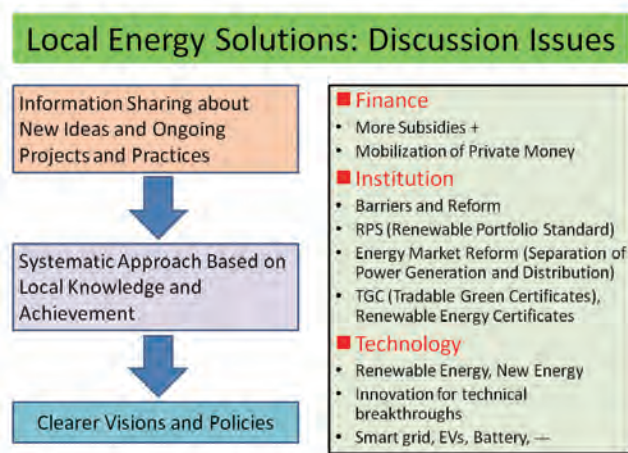 Local Energy Solutions: Discussion Issues
Information Sharing about
New Ideas and Ongoing
Projects and Practices
Systematic Approach Based on
Local Knowledge and
Achievement
Clearer Visions and Policies
■ Finance
• More Subsidies +
• Mobilization of Private Money
■ Institution
• Barriers and Reform
• RPS (Renewable Portfolio Standard)
• Energy Market Reform (Separation of
Power Generation and Distribution)
• TGC (Tradable Green Certificates),
Renewable Energy Certificates
■ Technology
• Renewable Energy, New Energy
• Innovation for technical
breakthroughs
• Smart grid, EVs, Battery, —